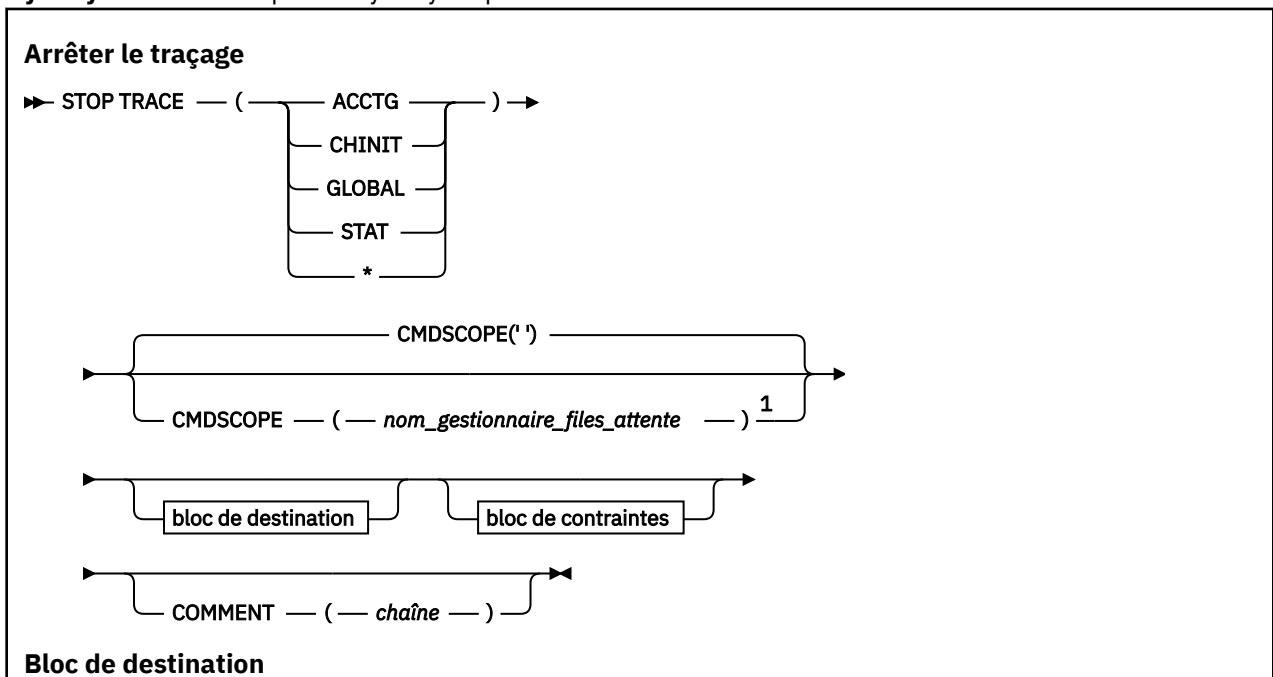 Arrêter le traçage
STOP TRACE ( ACCTG )
CHINIT
GLOBAL
STAT
*
CMDSCOPE(' ')
CMDSCOPE ( nom_gestionnaire_files_attente ) 1
bloc de destination bloc de contraintes
COMMENT ( chaîne )
Bloc de destination